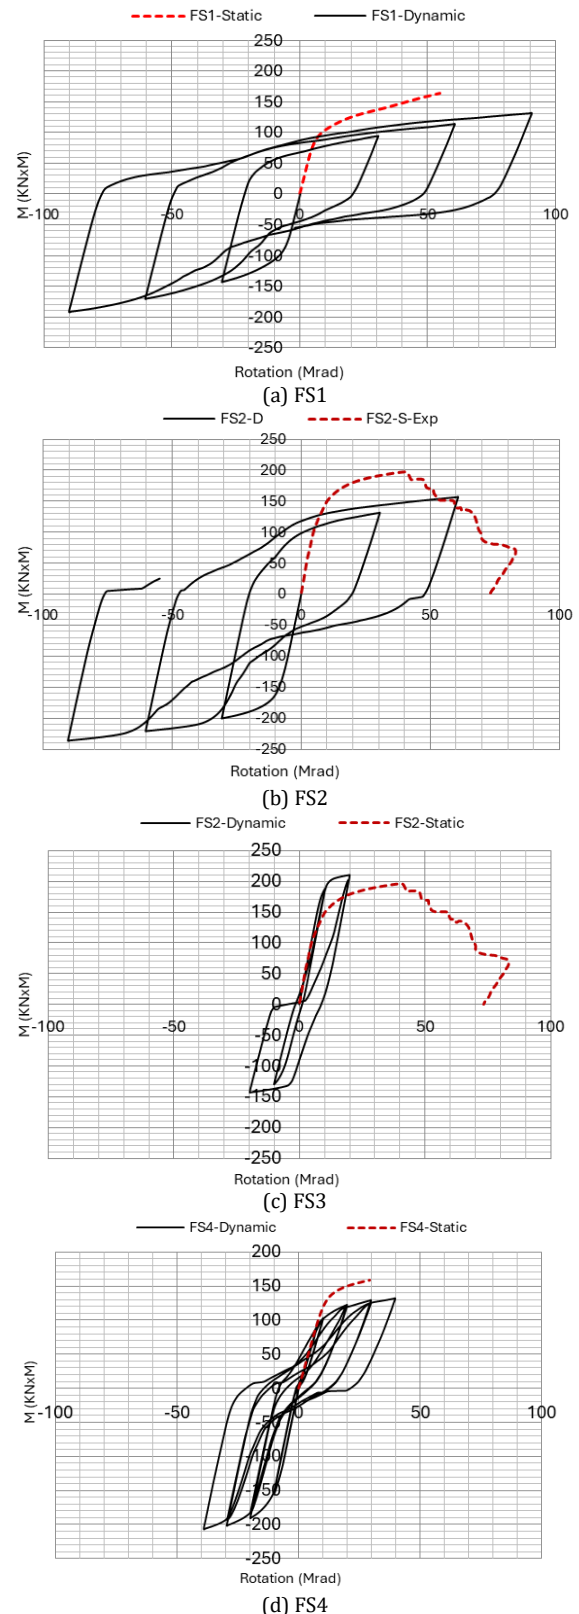 FS1-Static FS1-Dynamic
250
200
150
100
50
0
-100 -50 0 50 100
-50
-100
-150
-200
-250
M (KNxM)
Rotation (Mrad)
(a) FS1
FS2-D FS2-S-Exp
250
200
150
100
50
0
-100 -50 0 50 100
-50
-100
-150
-200
-250
M (KNxM)
Rotation (Mrad)
(b) FS2
FS2-Dynamic FS2-Static
250
200
150
100
50
0
-100 -50 0 50 100
-50
-100
-150
-200
-250
M (KNxM)
Rotation (Mrad)
(c) FS3
FS4-Dynamic FS4-Static
200
150
100
50
0
-100 -50 0 50 100
-50
-100
-150
-200
-250
M (KNxM)
Rotation (Mrad)
(d) FS4